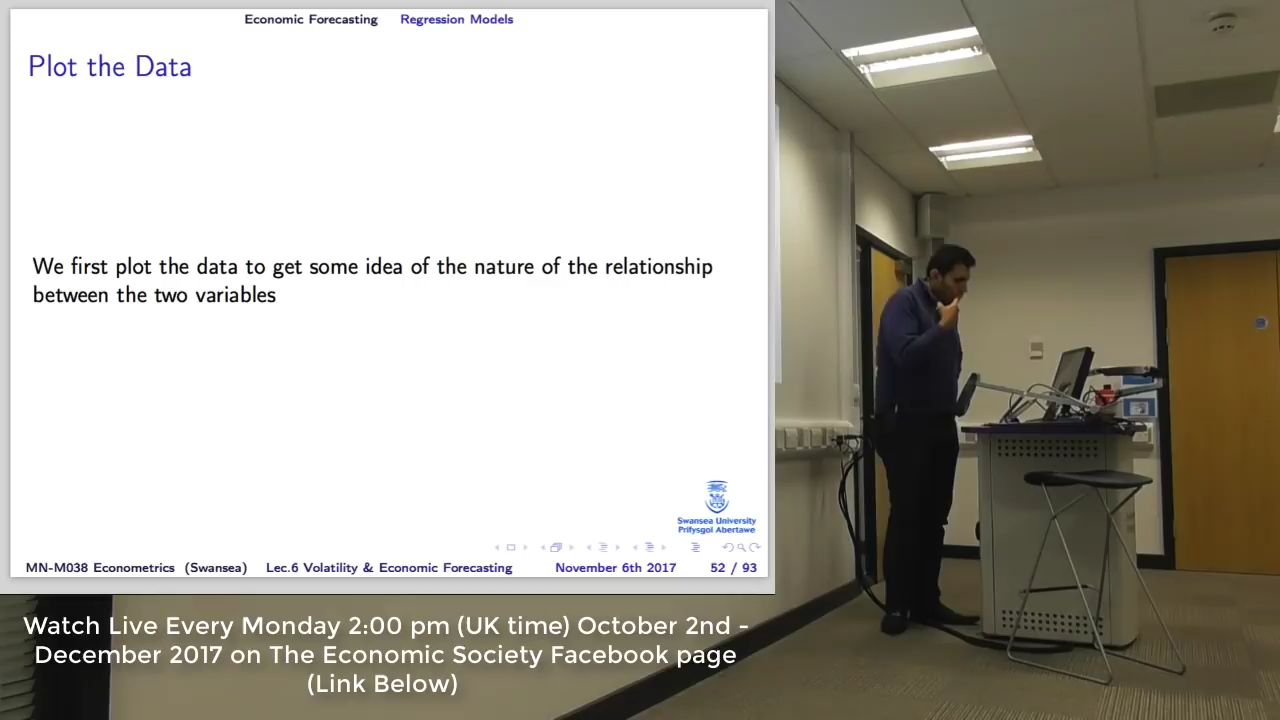 Economic Forecasting Regression Models
Plot the Data
We first plot the data to get some idea of the nature of the relationship
between the two variables
Swansea University
Prifysgol Abertawe
MN-M038 Econometrics (Swansea) Lec.6 Volatility & Economic Forecasting November 6th 2017 52 / 93
Watch Live Every Monday 2:00 pm (UK time) October 2nd -
December 2017 on The Economic Society Facebook page
(Link Below)